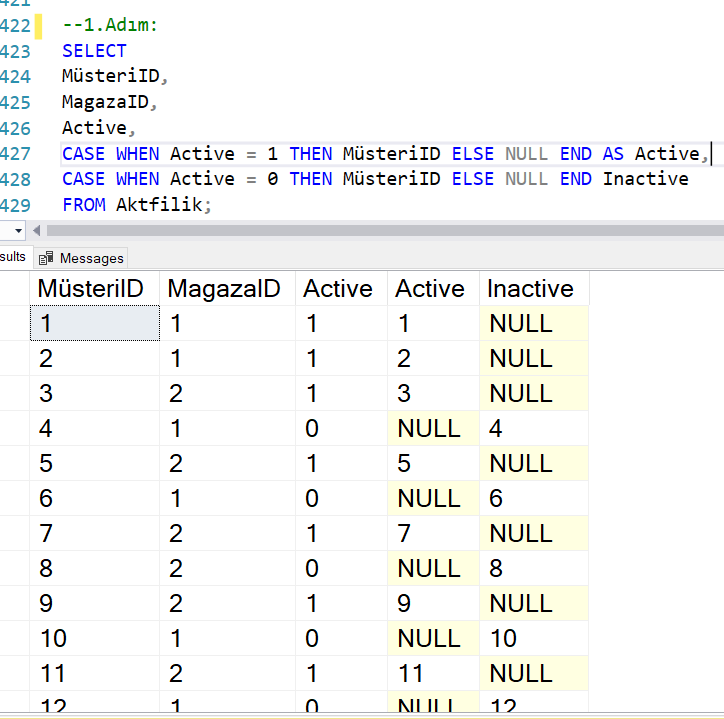 421
422 --1.Adım:
423 SELECT
424 MüsteriID,
425 MagazaID,
426 Active,
427 CASE WHEN Active = 1 THEN MüsteriID ELSE NULL END AS Active,
428 CASE WHEN Active = 0 THEN MüsteriID ELSE NULL END Inactive
429 FROM Aktfilik;
sults Messages
MüsteriID MagazaID Active Active Inactive
1 1 1 1 NULL
2 1 1 2 NULL
3 2 1 3 NULL
4 1 0 NULL 4
5 2 1 5 NULL
6 1 0 NULL 6
7 2 1 7 NULL
8 2 0 NULL 8
9 2 1 9 NULL
10 1 0 NULL 10
11 2 1 11 NULL
12 1 0 NULL 12